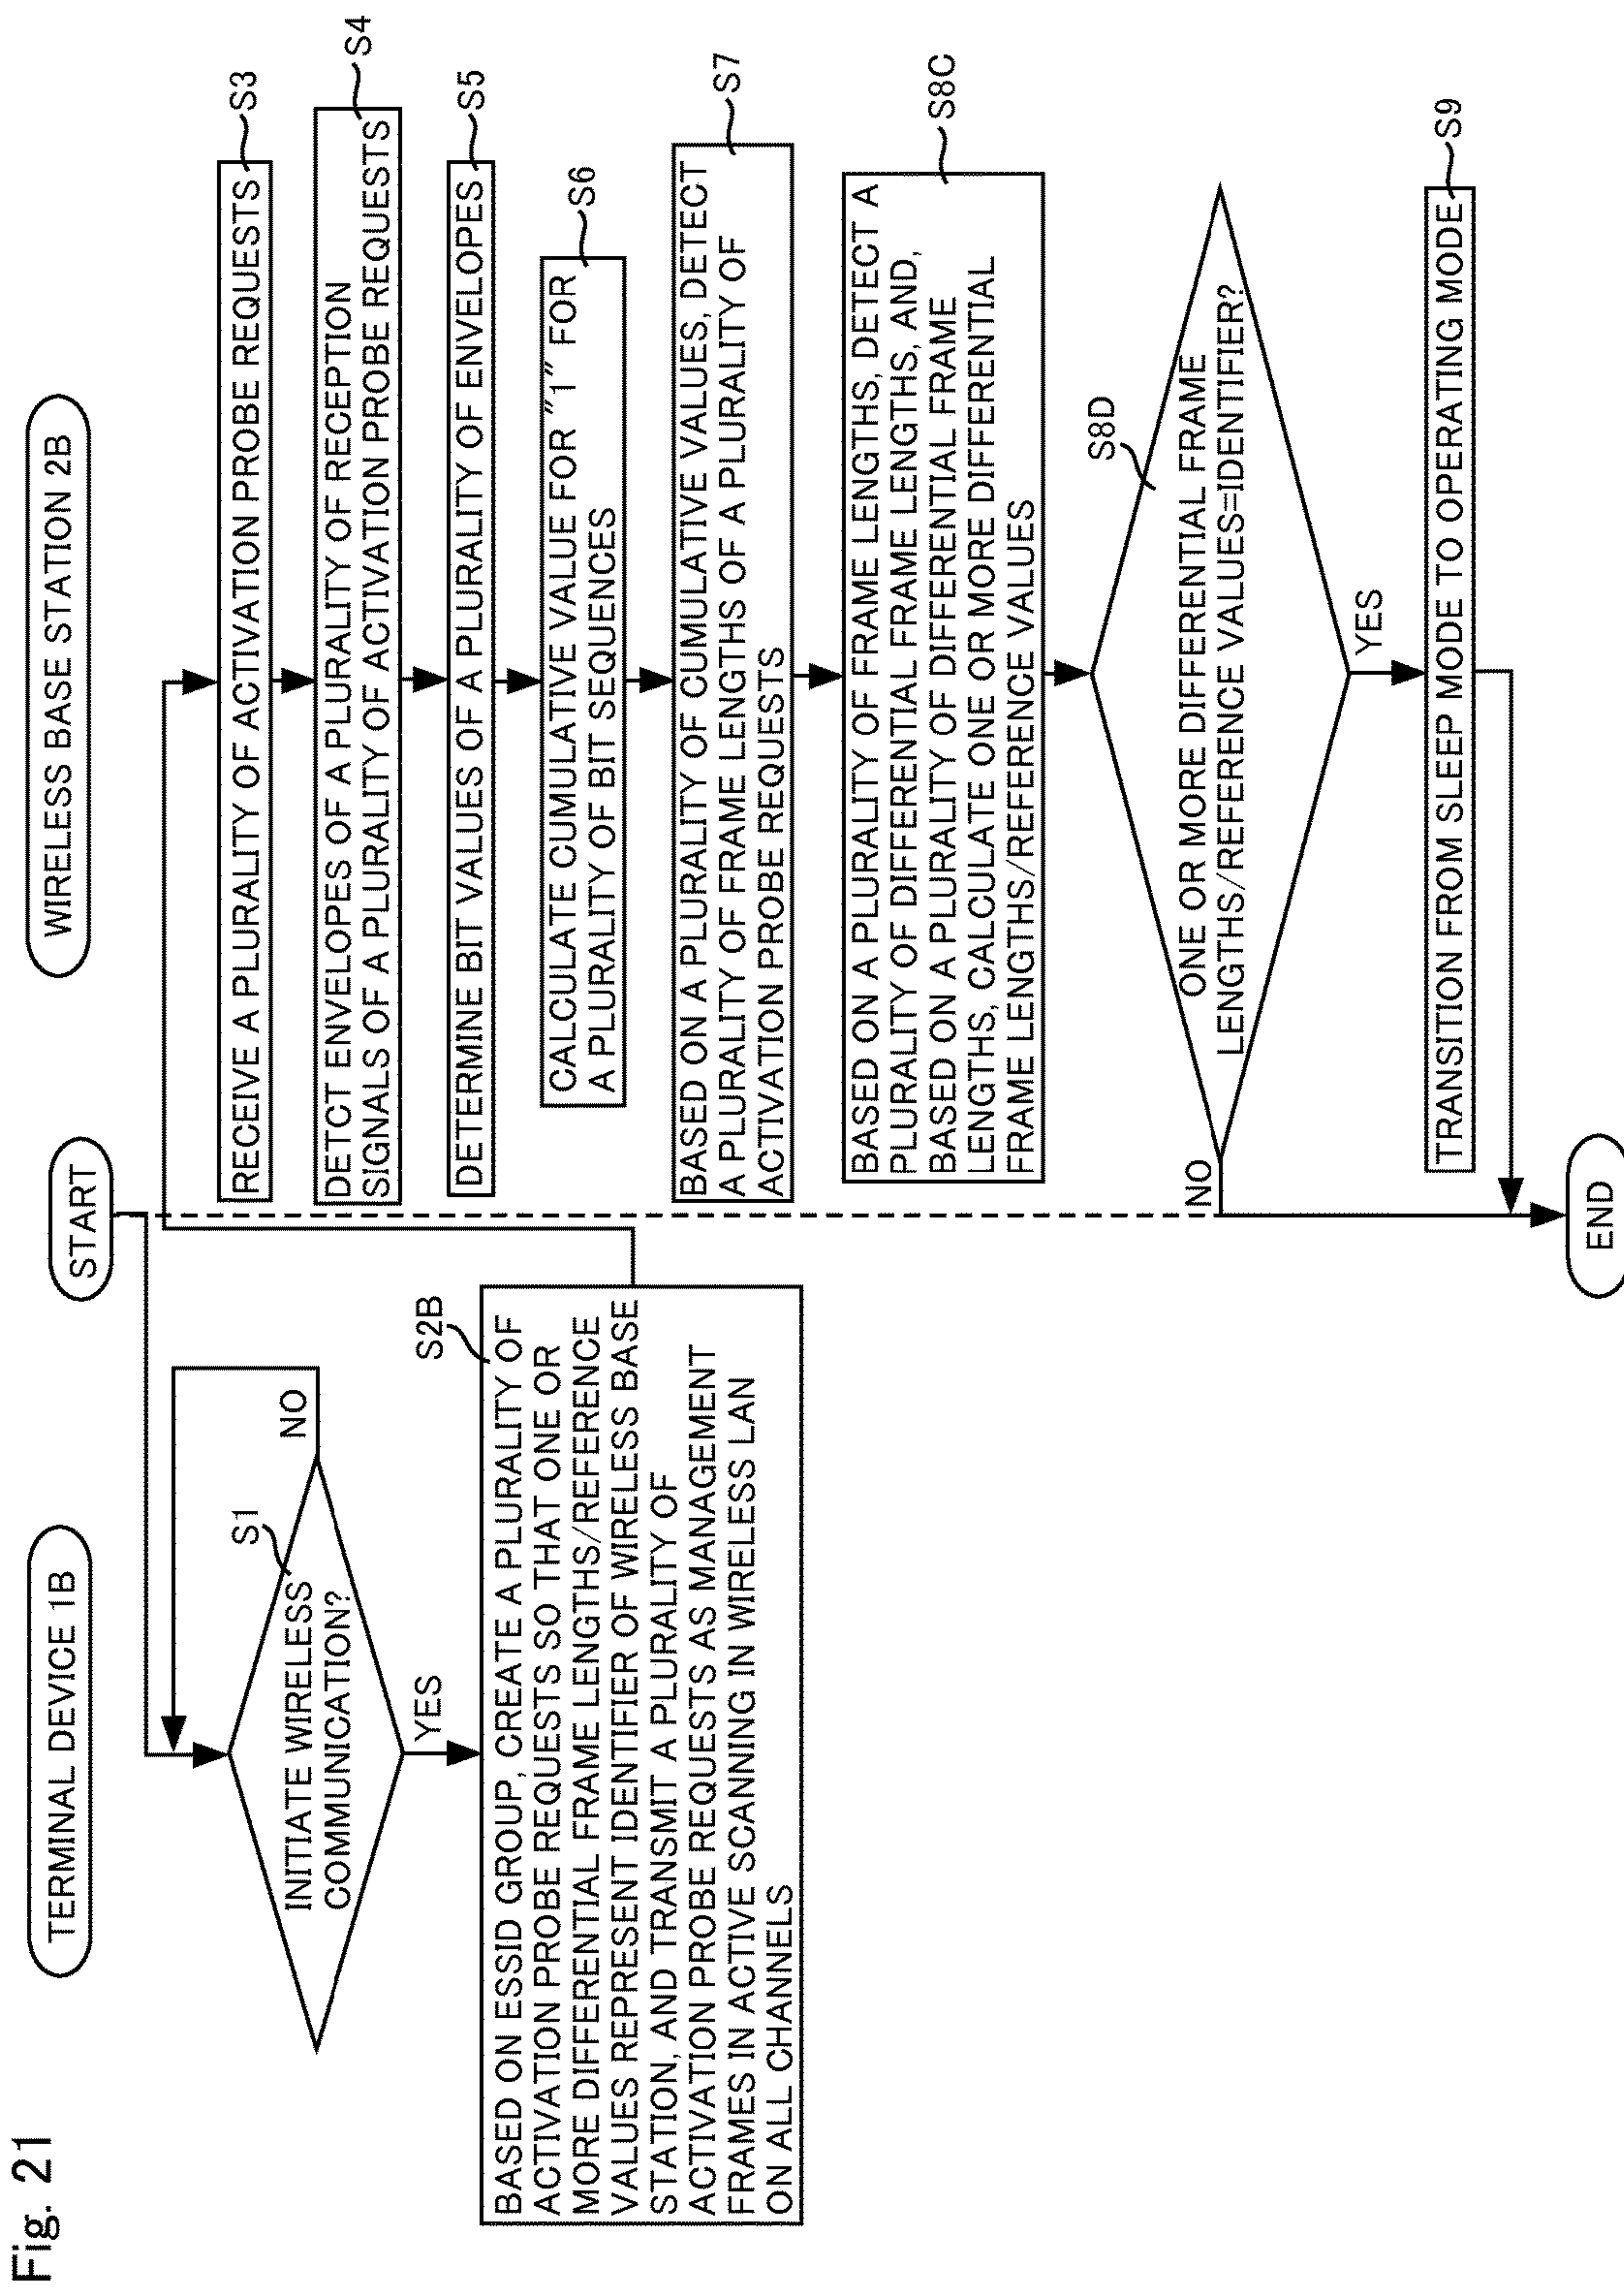 Fig. 21
TERMINAL DEVICE 1B
START
WIRELESS BASE STATION 2B
S1
INITIATE WIRELESS
COMMUNICATION?
NO
YES
S2B
BASED ON ESSID GROUP, CREATE A PLURALITY OF
ACTIVATION PROBE REQUESTS SO THAT ONE OR
MORE DIFFERENTIAL FRAME LENGTHS/REFERENCE
VALUES REPRESENT IDENTIFIER OF WIRELESS BASE
STATION, AND TRANSMIT A PLURALITY OF
ACTIVATION PROBE REQUESTS AS MANAGEMENT
FRAMES IN ACTIVE SCANNING IN WIRELESS LAN
ON ALL CHANNELS
RECEIVE A PLURALITY OF ACTIVATION PROBE REQUESTS
S3
DETCT ENVELOPES OF A PLURALITY OF RECEPTION
SIGNALS OF A PLURALITY OF ACTIVATION PROBE REQUESTS
S4
DETERMINE BIT VALUES OF A PLURALITY OF ENVELOPES
S5
CALCULATE CUMULATIVE VALUE FOR "1" FOR
A PLURALITY OF BIT SEQUENCES
S6
BASED ON A PLURALITY OF CUMULATIVE VALUES, DETECT
A PLURALITY OF FRAME LENGTHS OF A PLURALITY OF
ACTIVATION PROBE REQUESTS
S7
BASED ON A PLURALITY OF FRAME LENGTHS, DETECT A
PLURALITY OF DIFFERENTIAL FRAME LENGTHS, AND,
BASED ON A PLURALITY OF DIFFERENTIAL FRAME
LENGTHS, CALCULATE ONE OR MORE DIFFERENTIAL
FRAME LENGTHS/REFERENCE VALUES
S8C
S8D
ONE OR MORE DIFFERENTIAL FRAME
LENGTHS/REFERENCE VALUES=IDENTIFIER?
NO
YES
TRANSITION FROM SLEEP MODE TO OPERATING MODE
S9
END